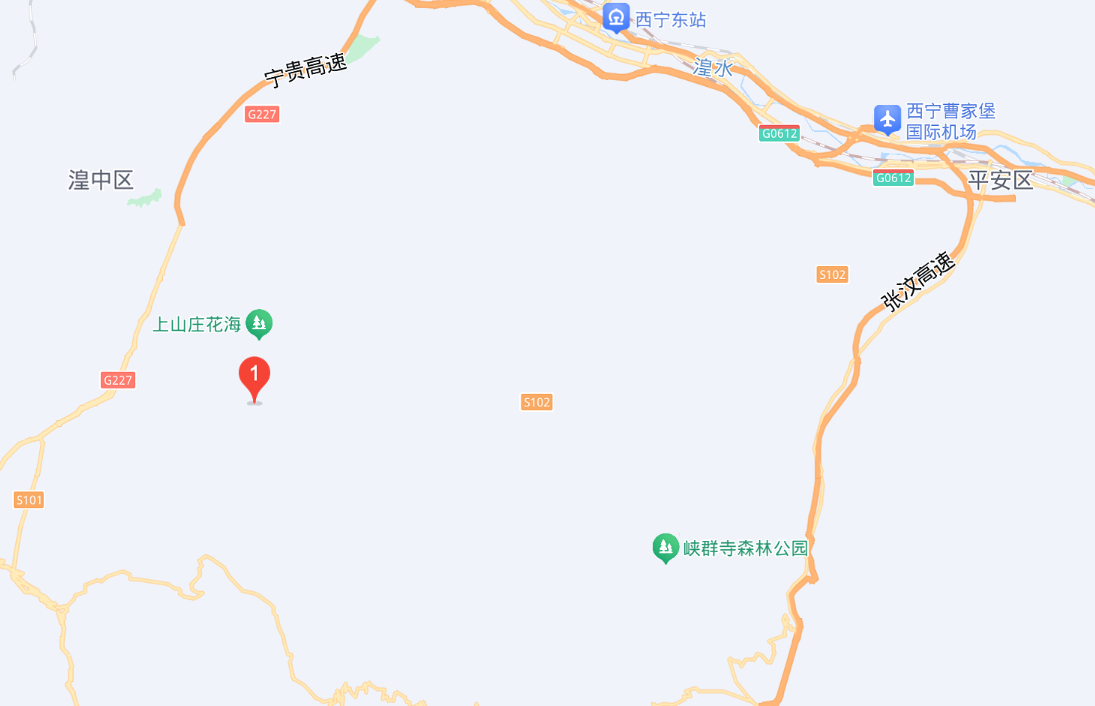 西宁东站
宁贵高速
湟水
G227
西宁曹家堡
国际机场
G0612
湟中区
G0612
平安区
S102
张汶高速
上山庄花海
1
G227
S102
S101
峡群寺森林公园